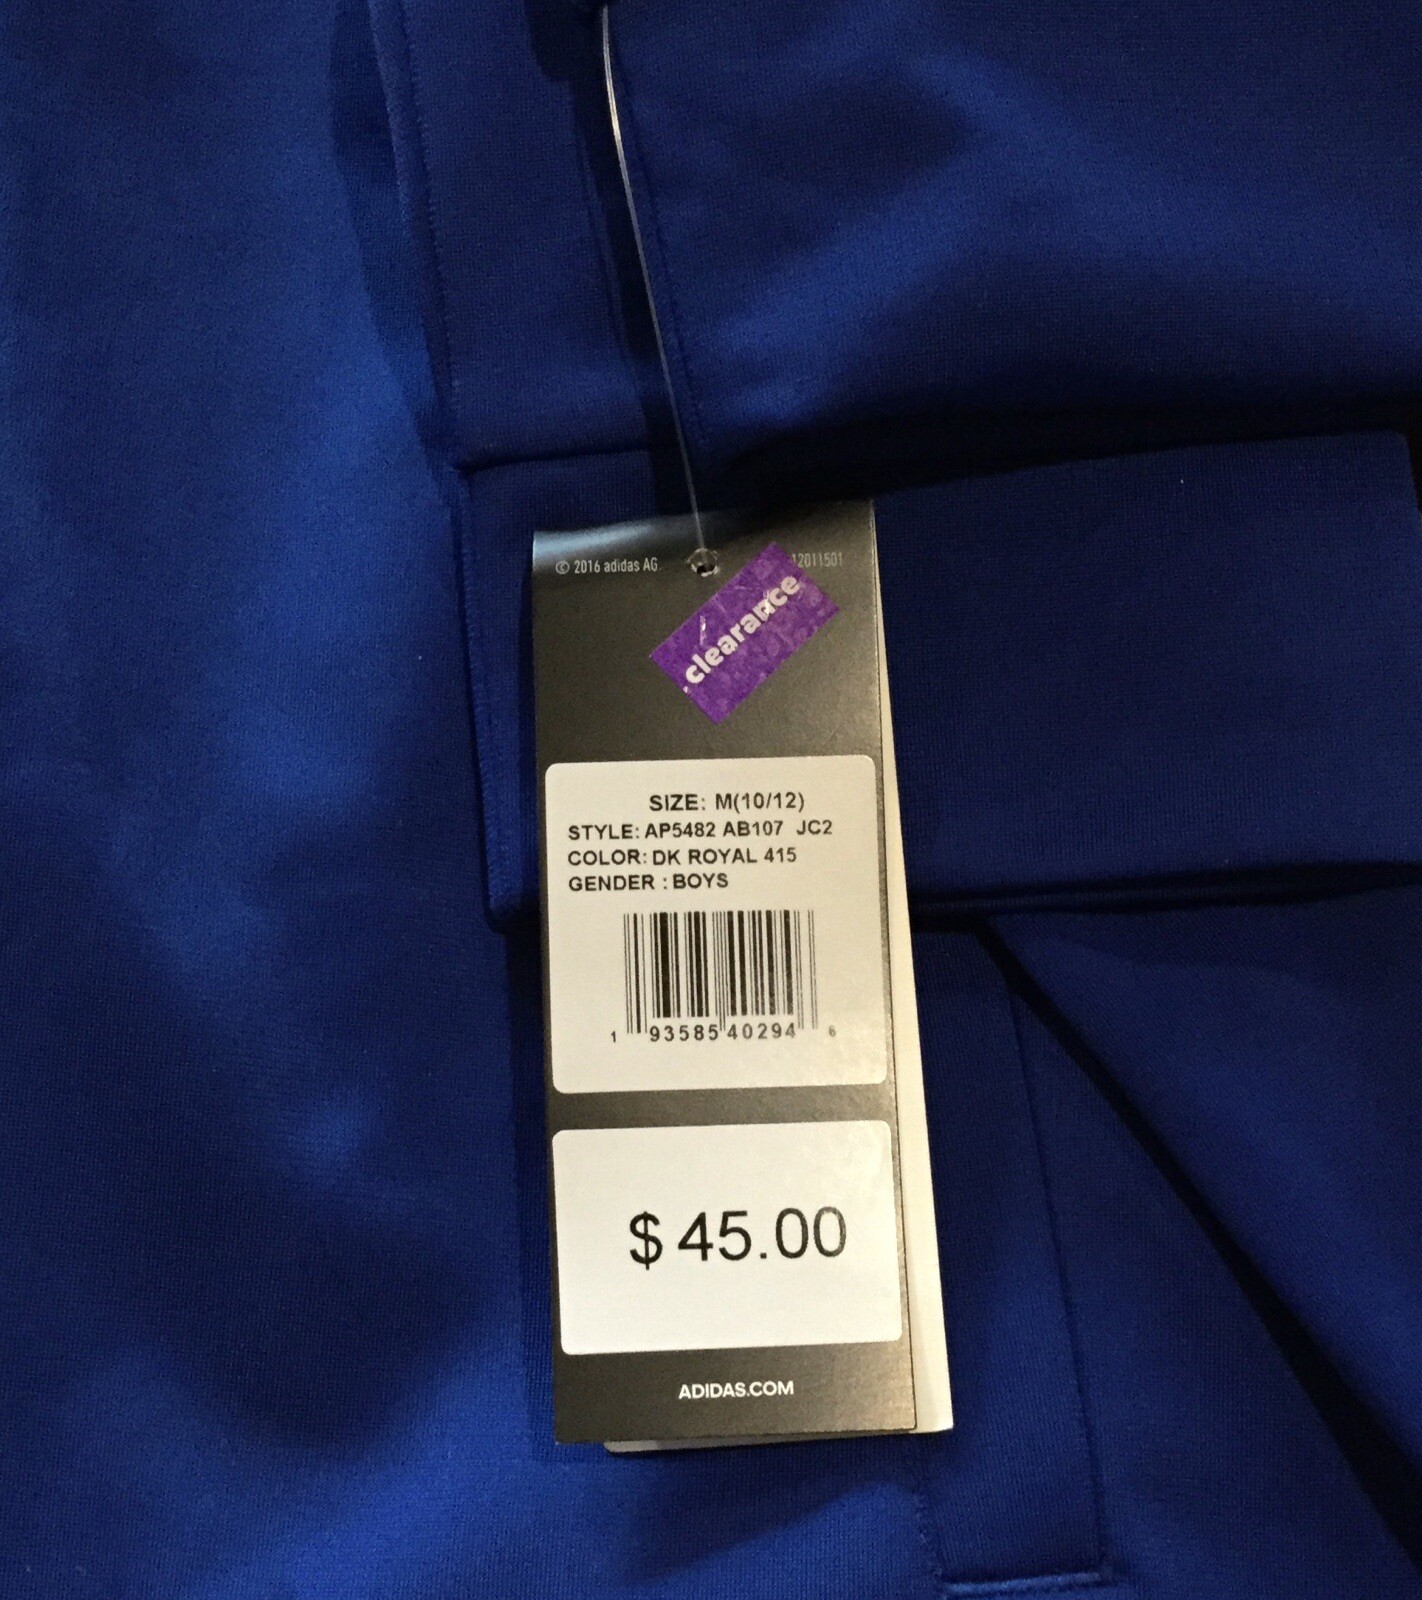 © 2016 adidas AG.
12011501
clearance
SIZE: M(10/12)
STYLE: AP5482 AB107 JC2
COLOR: DK ROYAL 415
GENDER : BOYS
1 93585 40294 6
$ 45.00
ADIDAS.COM